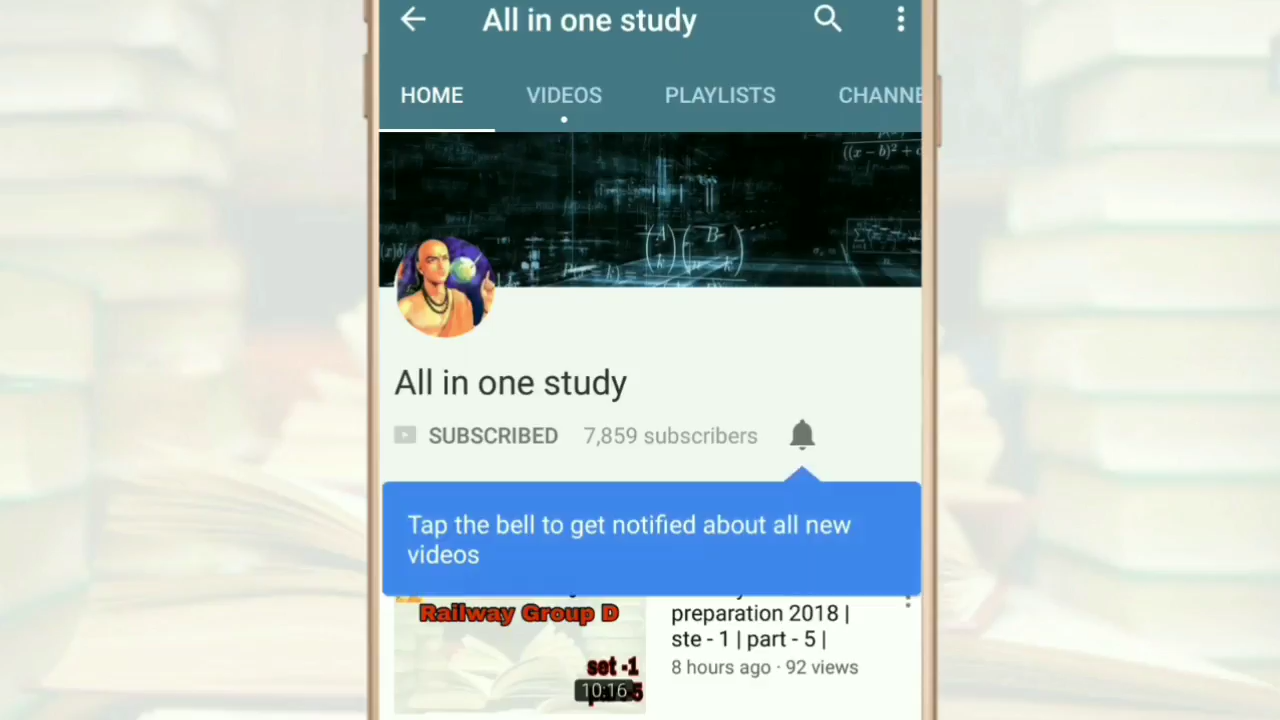 All in one study
HOME VIDEOS PLAYLISTS CHANNE
All in one study
SUBSCRIBED 7,859 subscribers
Tap the bell to get notified about all new
videos
Railway Group D
set -1
10:16
preparation 2018 |
ste - 1 | part - 5 |
8 hours ago · 92 views